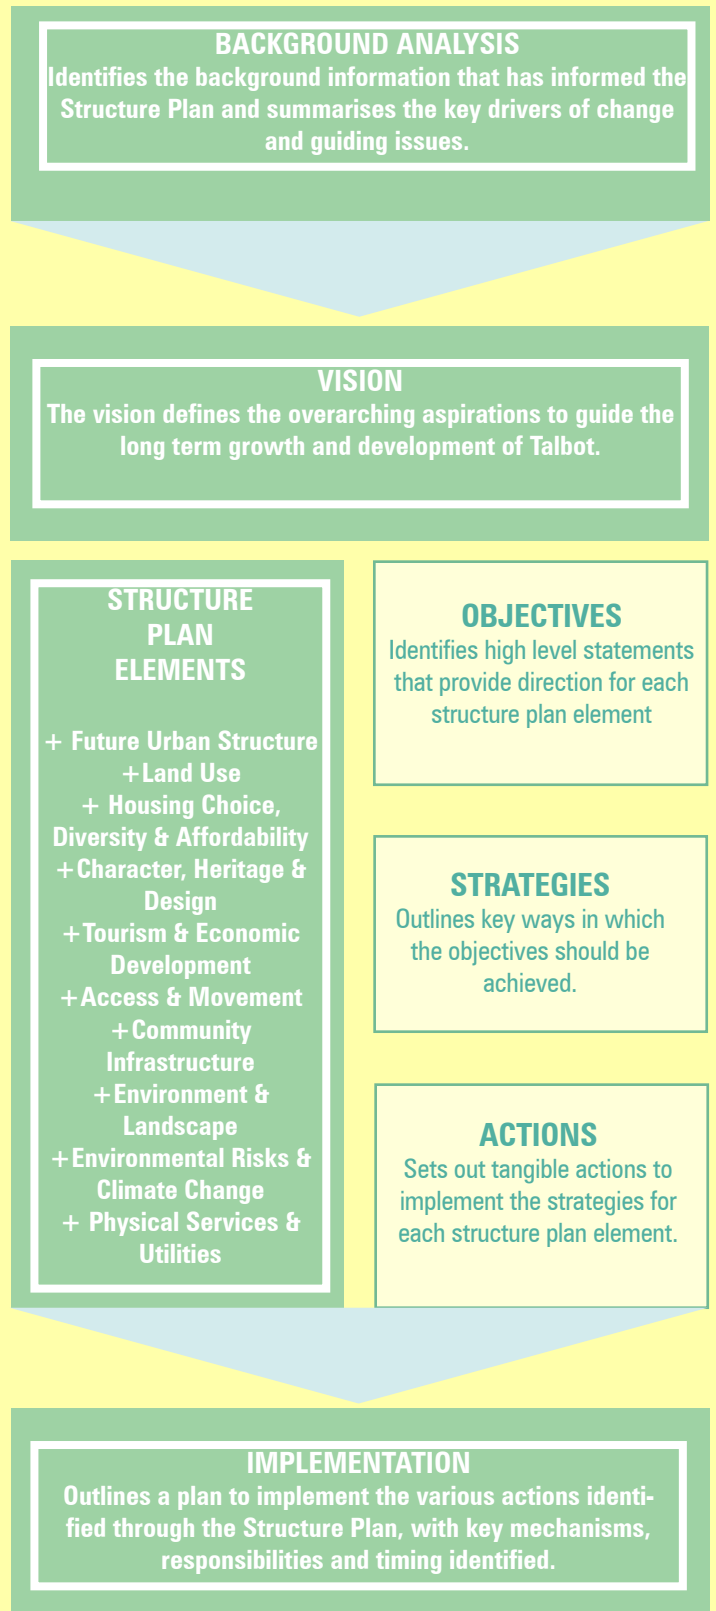 BACKGROUND ANALYSIS
Identifies the background information that has informed the
Structure Plan and summarises the key drivers of change
and guiding issues.
VISION
The vision defines the overarching aspirations to guide the
long term growth and development of Talbot.
STRUCTURE
PLAN
ELEMENTS
+ Future Urban Structure
+Land Use
+ Housing Choice,
Diversity & Affordability
+Character, Heritage &
Design
+Tourism & Economic
Development
+Access & Movement
+Community
Infrastructure
+Environment &
Landscape
+Environmental Risks &
Climate Change
+ Physical Services &
Utilities
OBJECTIVES
Identifies high level statements
that provide direction for each
structure plan element
STRATEGIES
Outlines key ways in which
the objectives should be
achieved.
ACTIONS
Sets out tangible actions to
implement the strategies for
each structure plan element.
IMPLEMENTATION
Outlines a plan to implement the various actions identi-
fied through the Structure Plan, with key mechanisms,
responsibilities and timing identified.